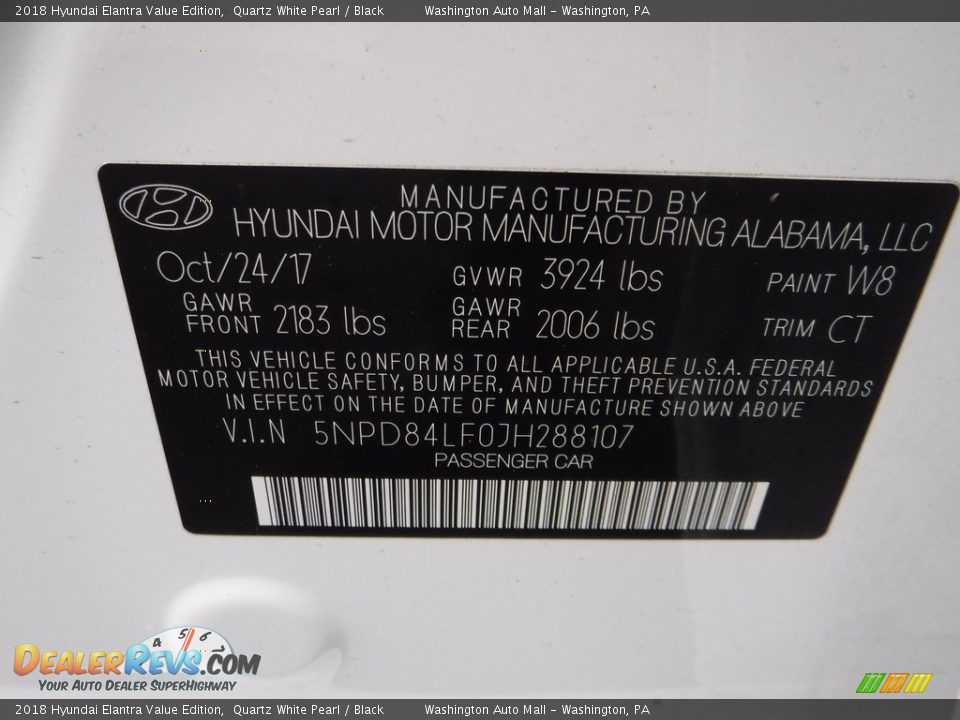 2018 Hyundai Elantra Value Edition,  Quartz White Pearl / Black        Washington Auto Mall - Washington, PA
MANUFACTURED BY
HYUNDAI MOTOR MANUFACTURING ALABAMA, LLC
Oct/24/17 GVWR 3924 lbs PAINT W8
GAWR FRONT 2183 lbs GAWR REAR 2006 lbs TRIM CT
THIS VEHICLE CONFORMS TO ALL APPLICABLE U.S.A. FEDERAL
MOTOR VEHICLE SAFETY, BUMPER, AND THEFT PREVENTION STANDARDS
IN EFFECT ON THE DATE OF MANUFACTURE SHOWN ABOVE
V.I.N 5NPD84LF0JH288107
PASSENGER CAR
4 5 6 7
DEALERREVS.COM
YOUR AUTO DEALER SUPERHIGHWAY
2018 Hyundai Elantra Value Edition,  Quartz White Pearl / Black        Washington Auto Mall - Washington, PA